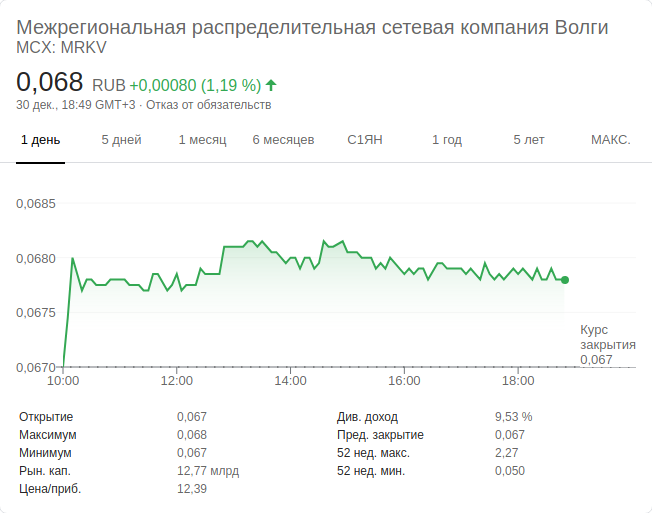 Межрегиональная распределительная сетевая компания Волги
MCX: MRKV
0,068 RUB +0,00080 (1,19 %)
30 дек., 18:49 GMT+3 · Отказ от обязательств
1 день 5 дней 1 месяц 6 месяцев С1ЯН 1 год 5 лет МАКС.
0,0685
0,0680
0,0675
Курс
закрытия
0,067
0,0670
10:00 12:00 14:00 16:00 18:00
Открытие 0,067 Див. доход 9,53 %
Максимум 0,068 Пред. закрытие 0,067
Минимум 0,067 52 нед. макс. 2,27
Рын. кап. 12,77 млрд 52 нед. мин. 0,050
Цена/приб. 12,39